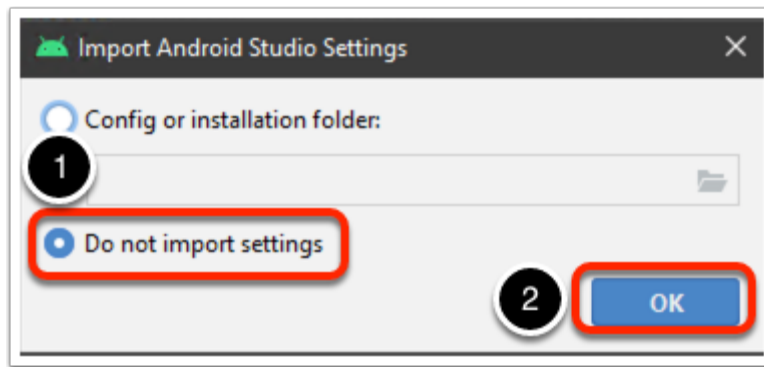 Import Android Studio Settings
Config or installation folder:
1
Do not import settings
2
OK